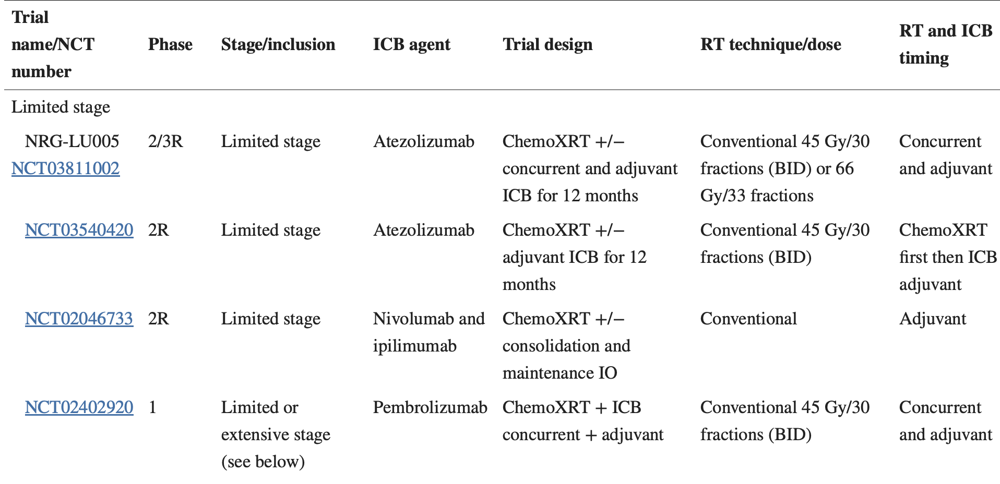 Trial
name/NCT
number
Phase
Stage/inclusion
ICB agent
Trial design
RT technique/dose
RT and ICB
timing
Limited stage
NRG-LU005
NCT03811002
2/3R
Limited stage
Atezolizumab
ChemoXRT +/−
concurrent and adjuvant
ICB for 12 months
Conventional 45 Gy/30
fractions (BID) or 66
Gy/33 fractions
Concurrent
and adjuvant
NCT03540420
2R
Limited stage
Atezolizumab
ChemoXRT +/−
adjuvant ICB for 12
months
Conventional 45 Gy/30
fractions (BID)
ChemoXRT
first then ICB
adjuvant
NCT02046733
2R
Limited stage
Nivolumab and
ipilimumab
ChemoXRT +/−
consolidation and
maintenance IO
Conventional
Adjuvant
NCT02402920
1
Limited or
extensive stage
(see below)
Pembrolizumab
ChemoXRT + ICB
concurrent + adjuvant
Conventional 45 Gy/30
fractions (BID)
Concurrent
and adjuvant